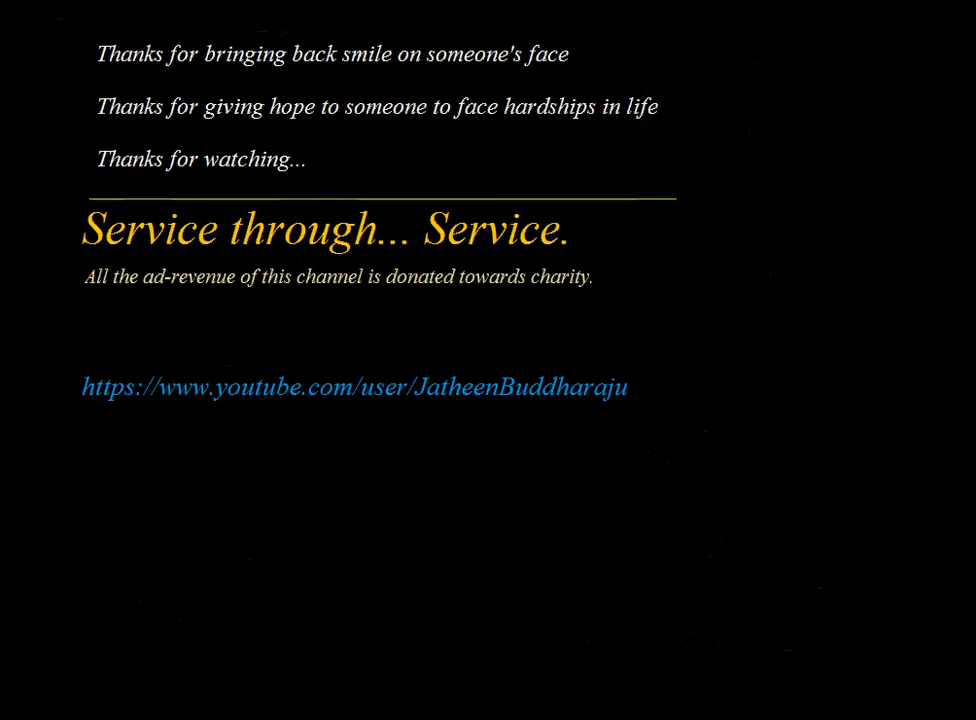 Thanks for bringing back smile on someone's face
Thanks for giving hope to someone to face hardships in life
Thanks for watching...
Service through... Service.
All the ad-revenue of this channel is donated towards charity.
https://www.youtube.com/user/JatheenBuddharaju